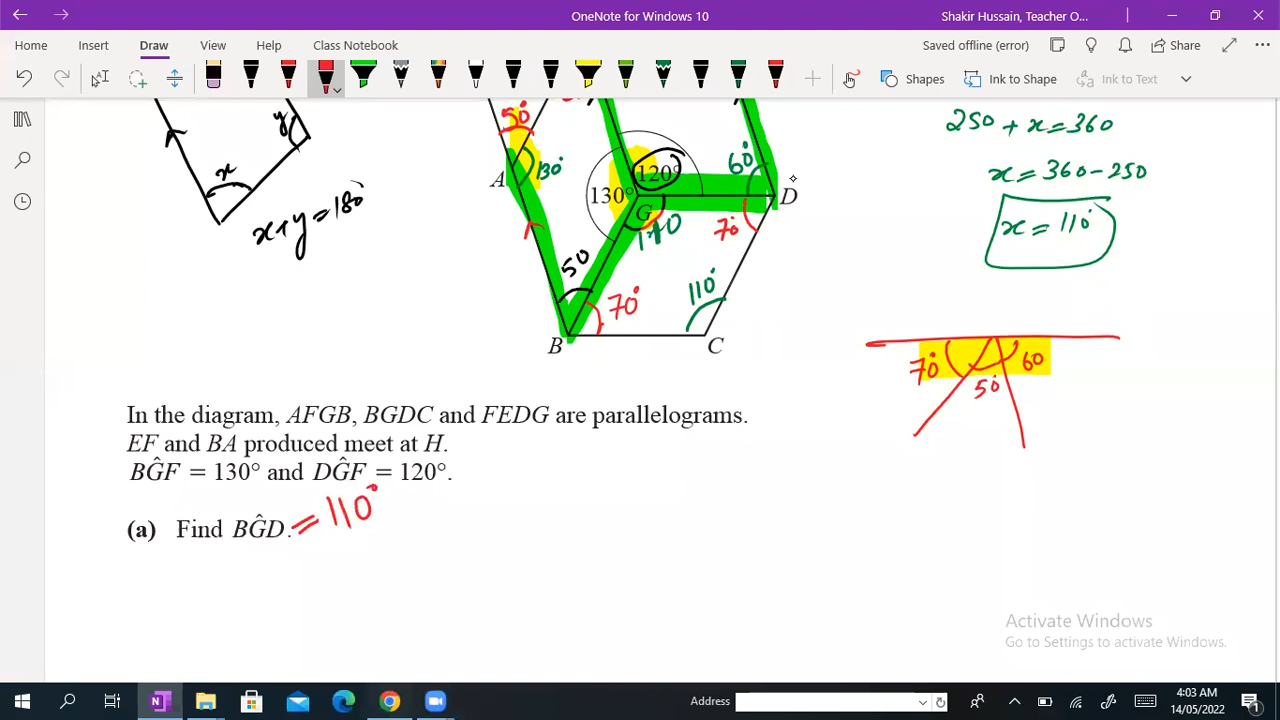 OneNote for Windows 10
Shakir Hussain, Teacher O...
Home Insert Draw View Help Class Notebook
Saved offline (error) Share
Shapes Ink to Shape Ink to Text
y
x
x+y=180°
50°
A 130° 130° 120° 60° D
G
110 70°
50
70° 110°
B C
250 + x = 360
x = 360 - 250
x = 110°
70° 50° 60
In the diagram, AFGB, BGDC and FEDG are parallelograms.
EF and BA produced meet at H.
BĜF = 130° and DĜF = 120°.
(a) Find BĜD. = 110°
Activate Windows
Go to Settings to activate Windows.
Address
4:03 AM
14/05/2022